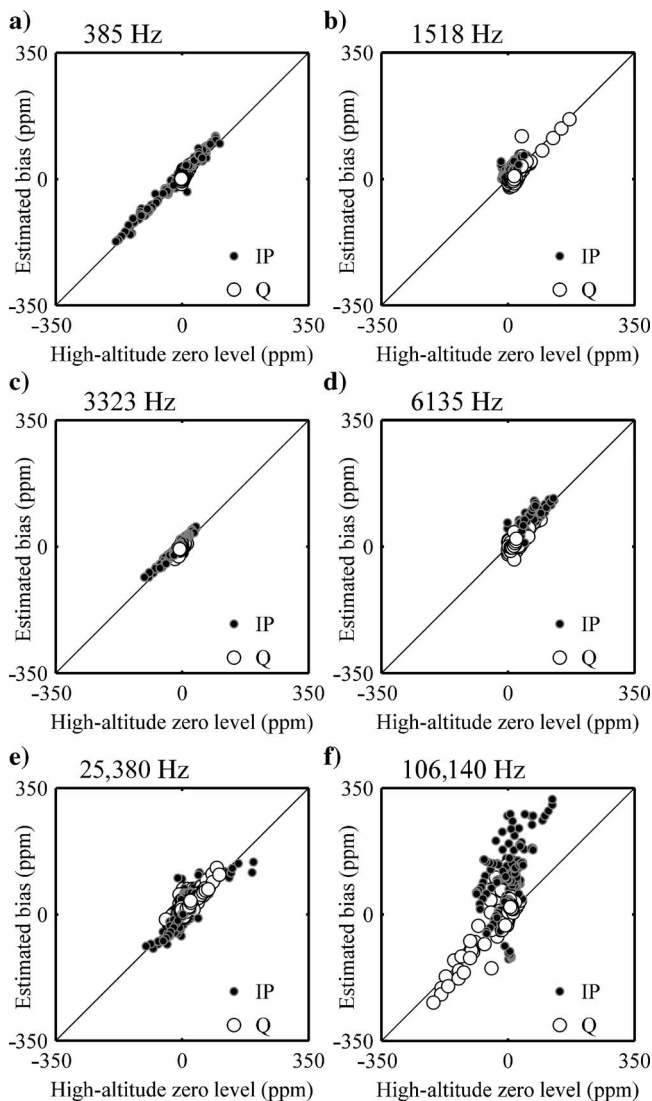 a) 385 Hz
350
0
-350
Estimated bias (ppm)
IP
Q
-350 0 350
High-altitude zero level (ppm)
b) 1518 Hz
350
0
-350
Estimated bias (ppm)
IP
Q
-350 0 350
High-altitude zero level (ppm)
c) 3323 Hz
350
0
-350
Estimated bias (ppm)
IP
Q
-350 0 350
High-altitude zero level (ppm)
d) 6135 Hz
350
0
-350
Estimated bias (ppm)
IP
Q
-350 0 350
High-altitude zero level (ppm)
e) 25,380 Hz
350
0
-350
Estimated bias (ppm)
IP
Q
-350 0 350
High-altitude zero level (ppm)
f) 106,140 Hz
350
0
-350
Estimated bias (ppm)
IP
Q
-350 0 350
High-altitude zero level (ppm)